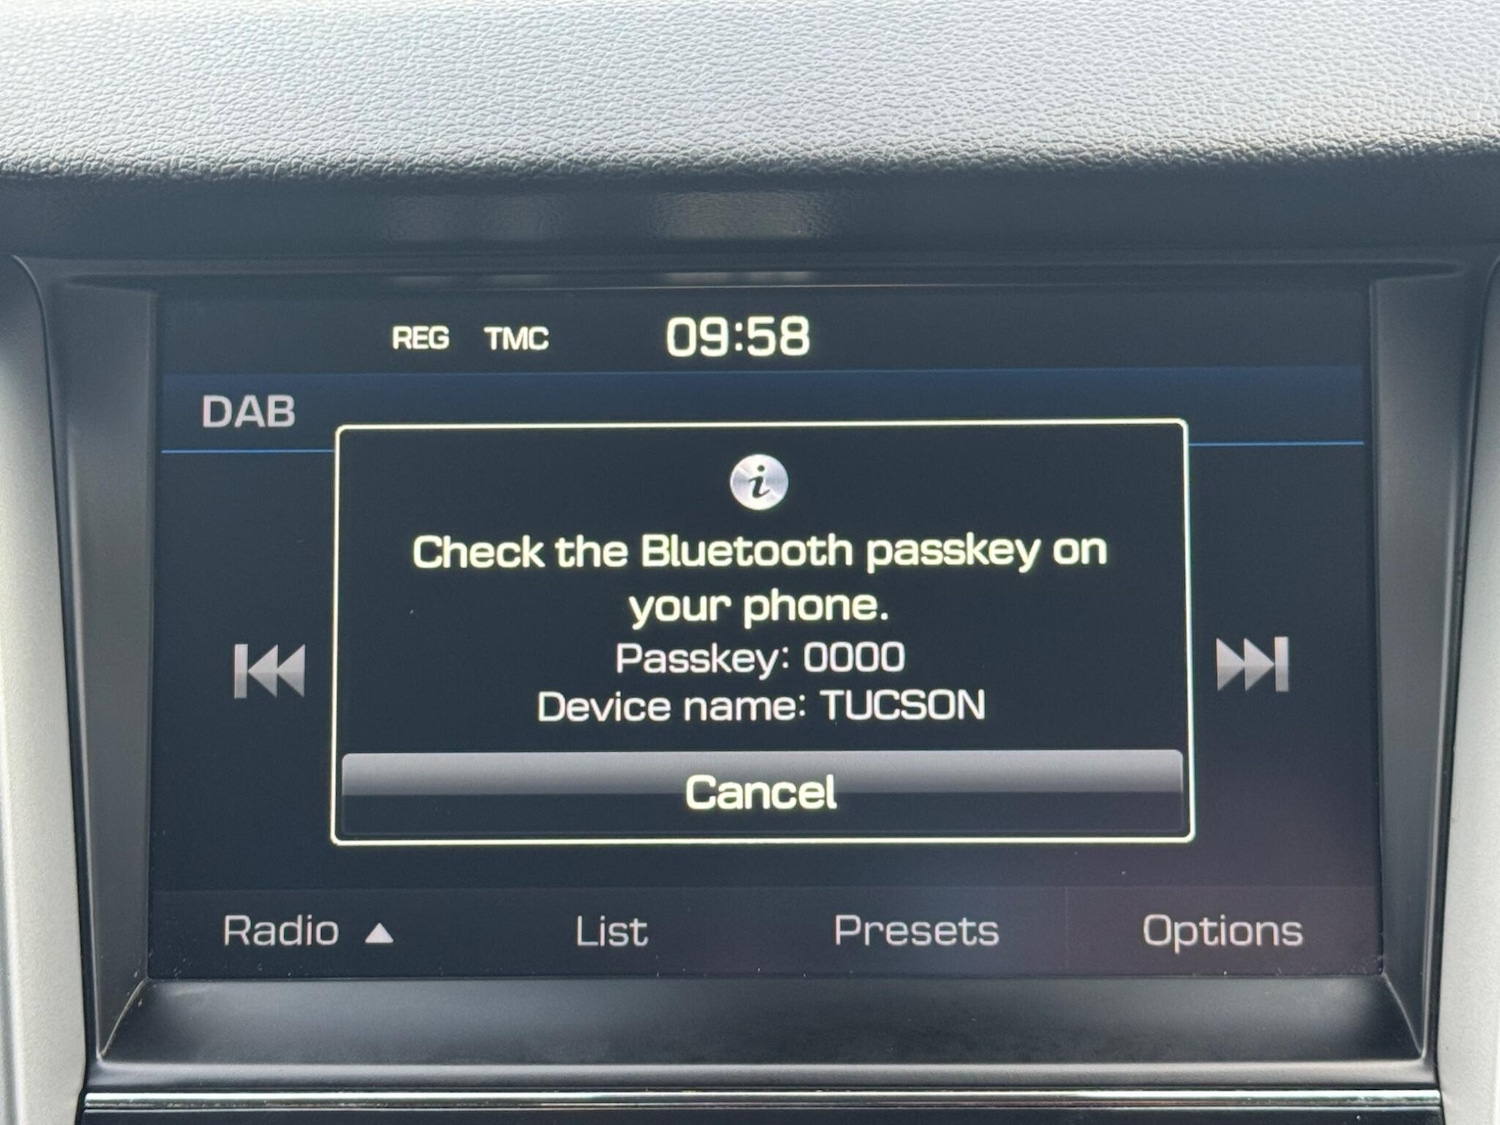 REG TMC 09:58
DAB
Check the Bluetooth passkey on
your phone.
Passkey: 0000
Device name: TUCSON
Cancel
Radio ▲ List Presets Options